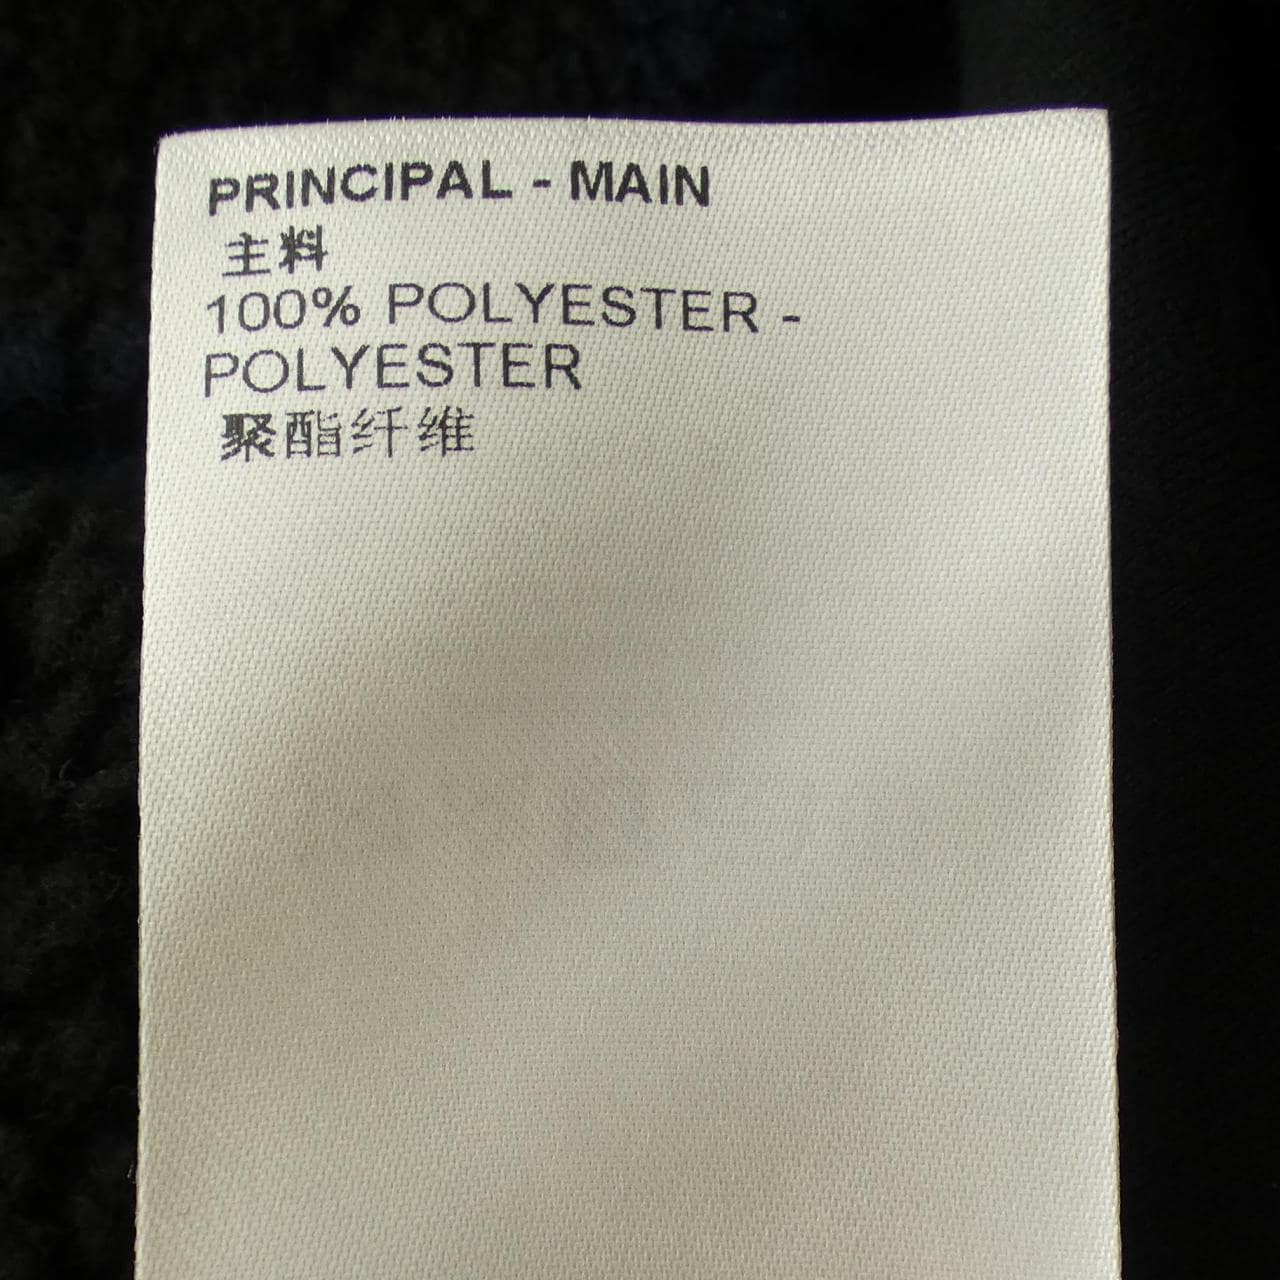 PRINCIPAL - MAIN
主料
100% POLYESTER -
POLYESTER
聚酯纤维